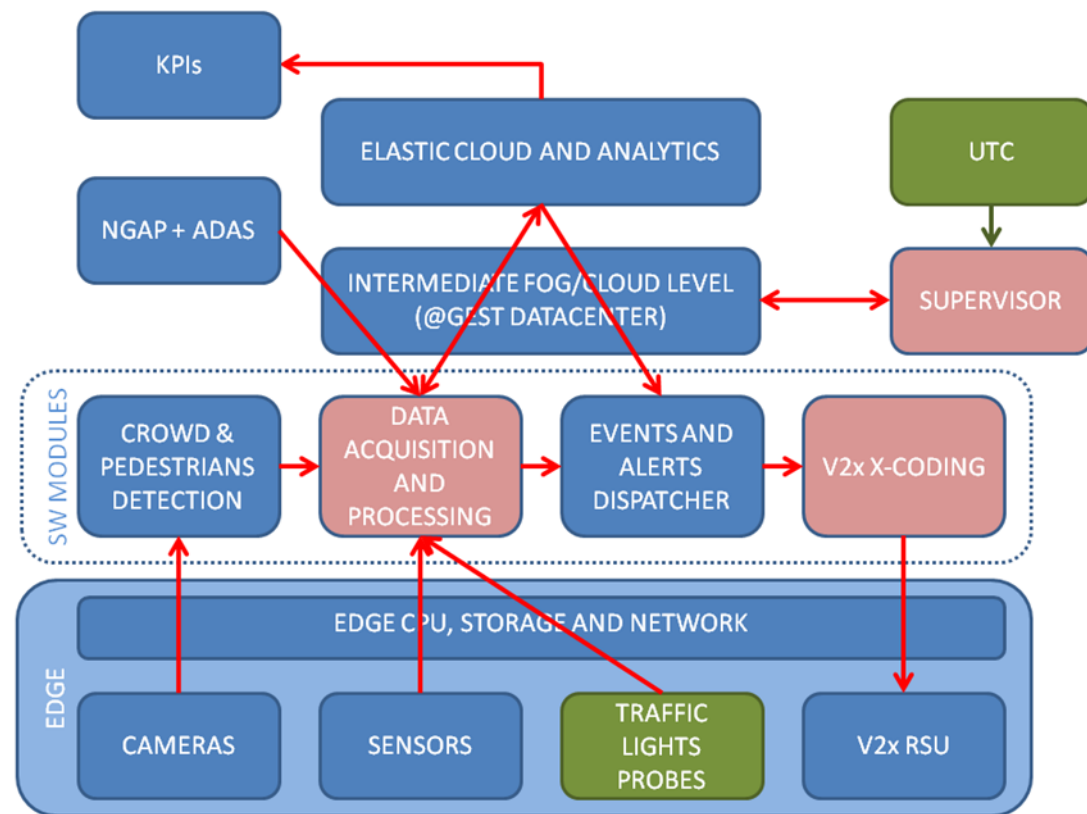 KPIs
ELASTIC CLOUD AND ANALYTICS
UTC
NGAP + ADAS
INTERMEDIATE FOG/CLOUD LEVEL
(@GEST DATACENTER)
SUPERVISOR
SW MODULES
CROWD &
PEDESTRIANS
DETECTION
DATA
ACQUISITION
AND
PROCESSING
EVENTS AND
ALERTS
DISPATCHER
V2x X-CODING
EDGE
EDGE CPU, STORAGE AND NETWORK
CAMERAS
SENSORS
TRAFFIC
LIGHTS
PROBES
V2x RSU